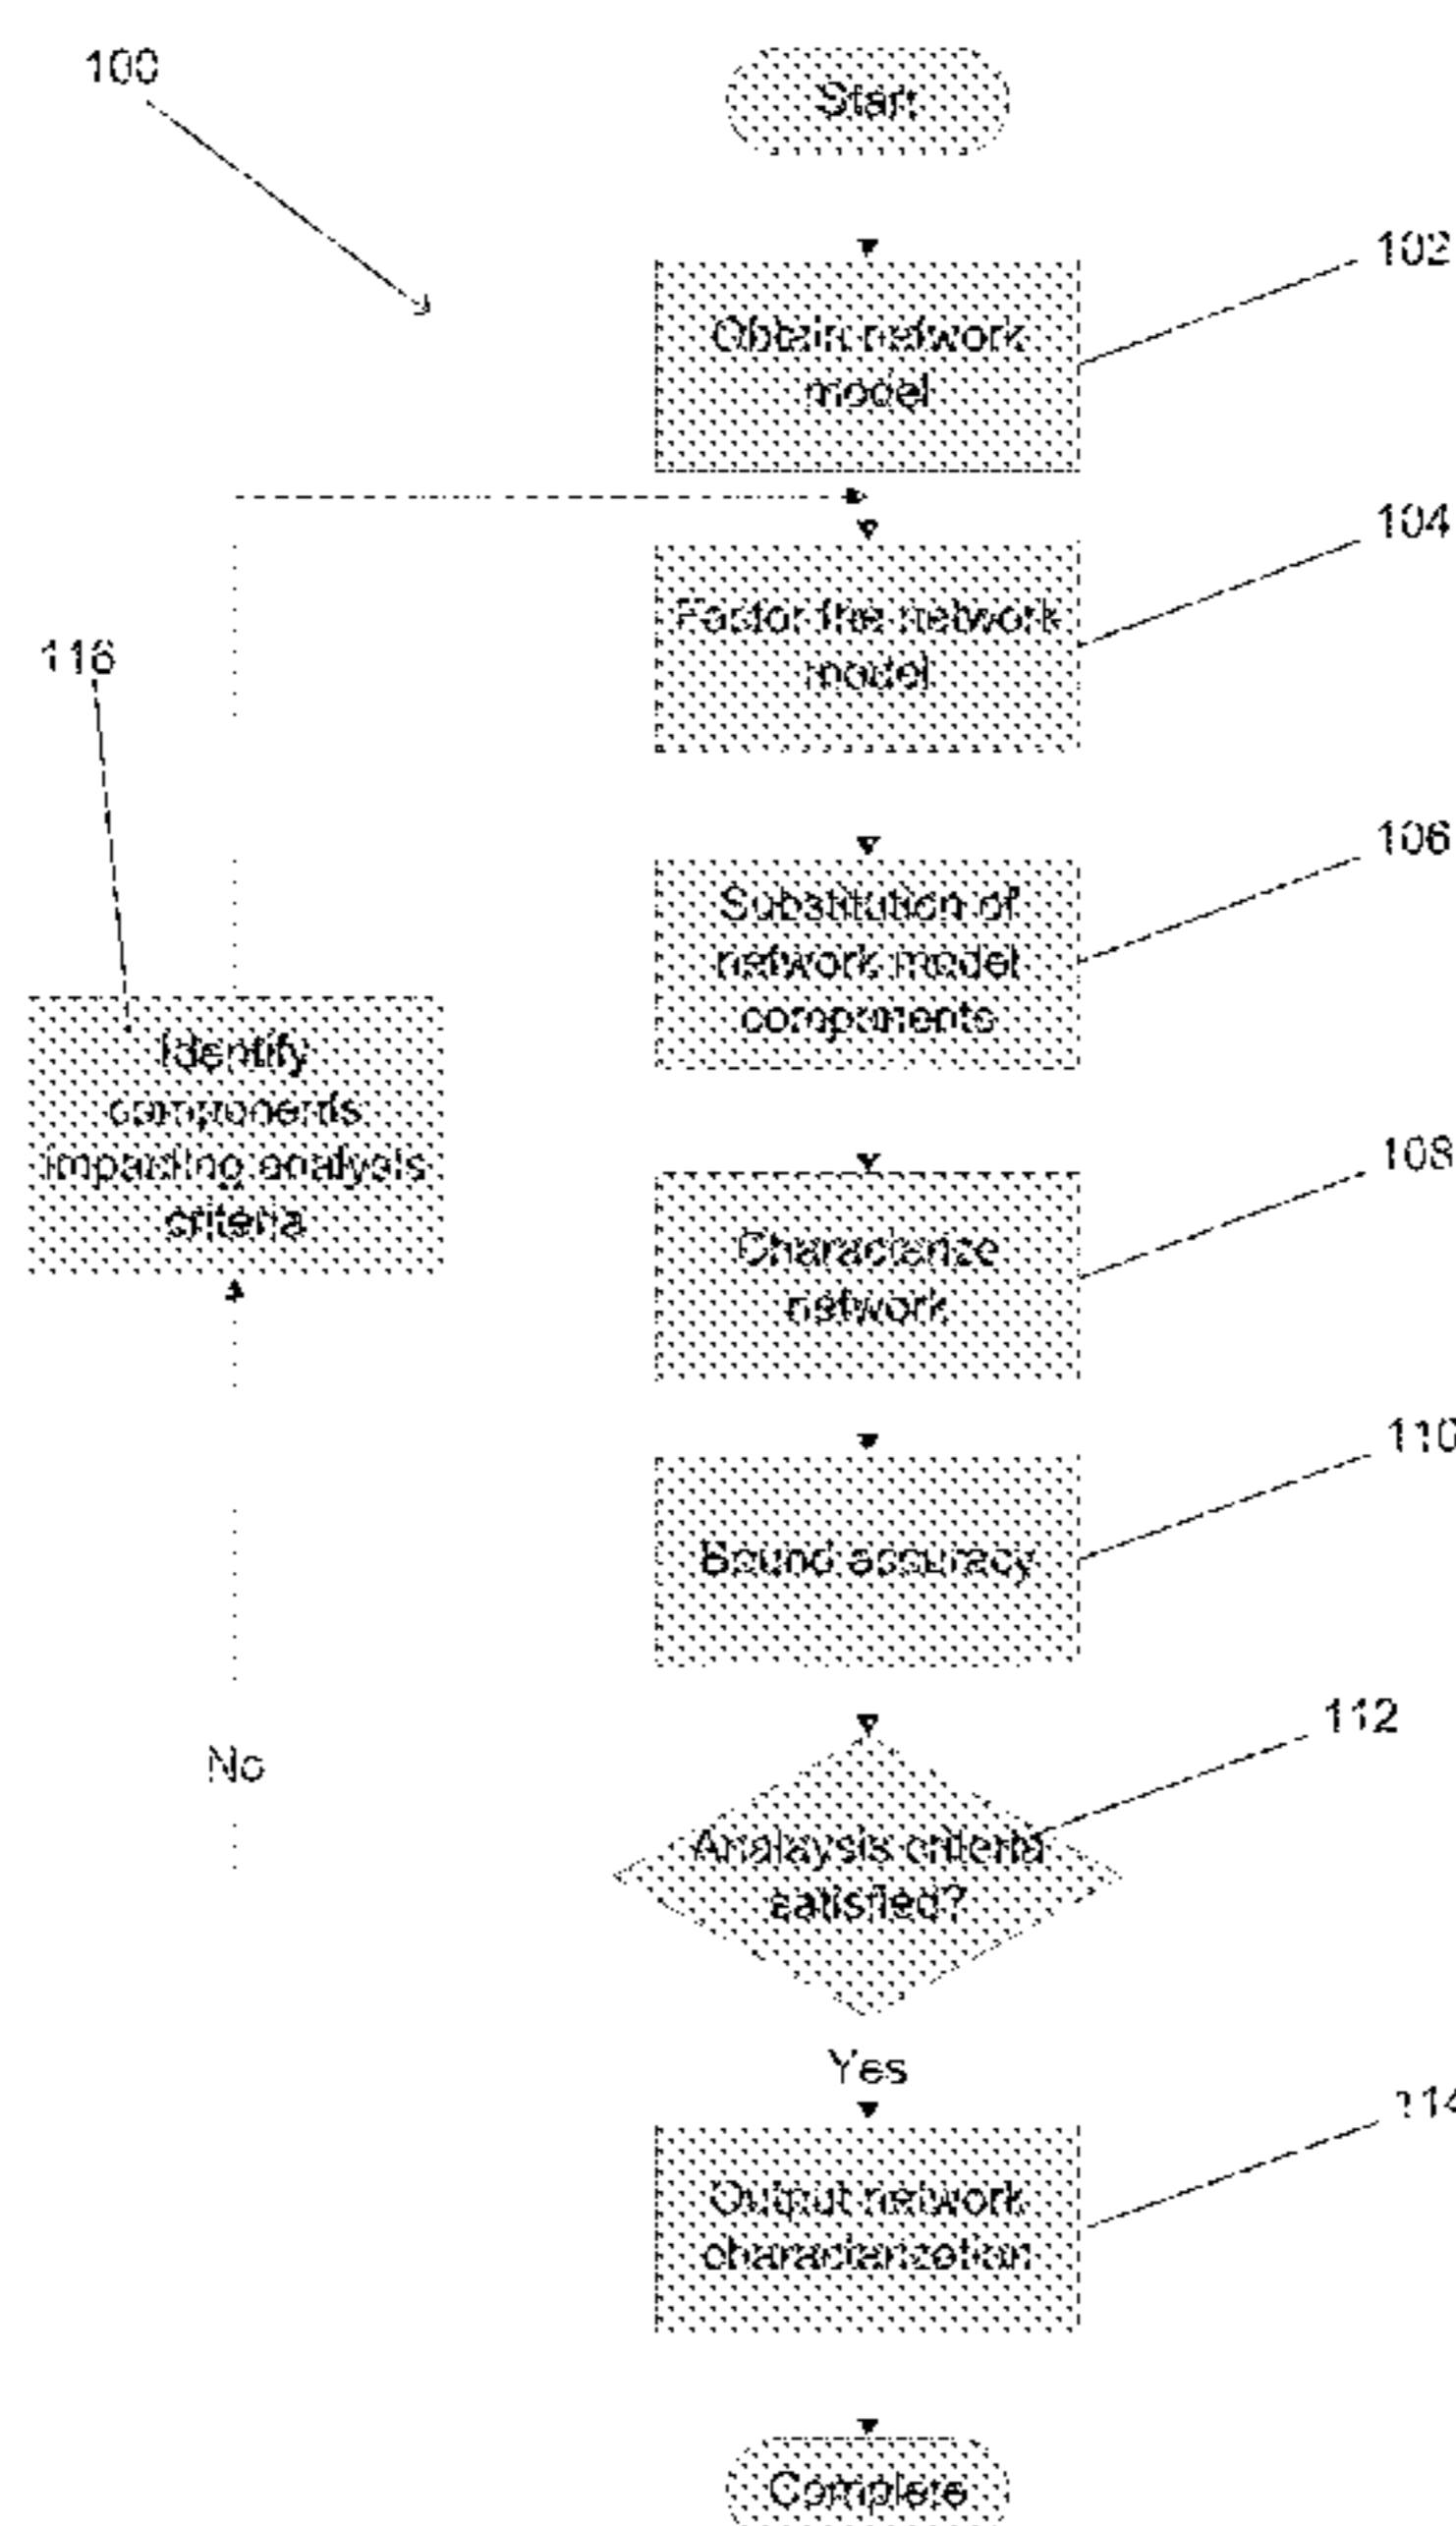 100
Start
102
Obtain network
model
104
Factor the network
model
116
106
Substitution of
network model
components
Identify
components
impacting analysis
criteria
108
Characterize
network
110
Bound accuracy
112
No
Analaysis criteria
satisfied?
Yes
114
Output network
characterization
Complete